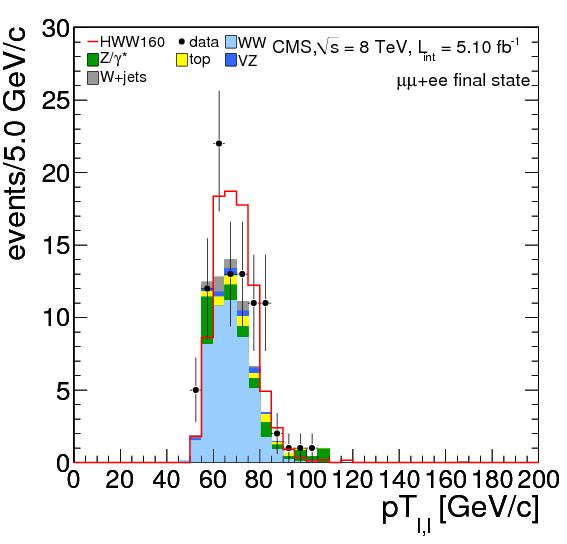 HWW160 data WW
Z/γ* top VZ
W+jets
CMS,√s = 8 TeV, L_int = 5.10 fb⁻¹
μμ+ee final state
events/5.0 GeV/c
30
25
20
15
10
5
0
0 20 40 60 80 100 120 140 160 180 200
pT_l,l [GeV/c]